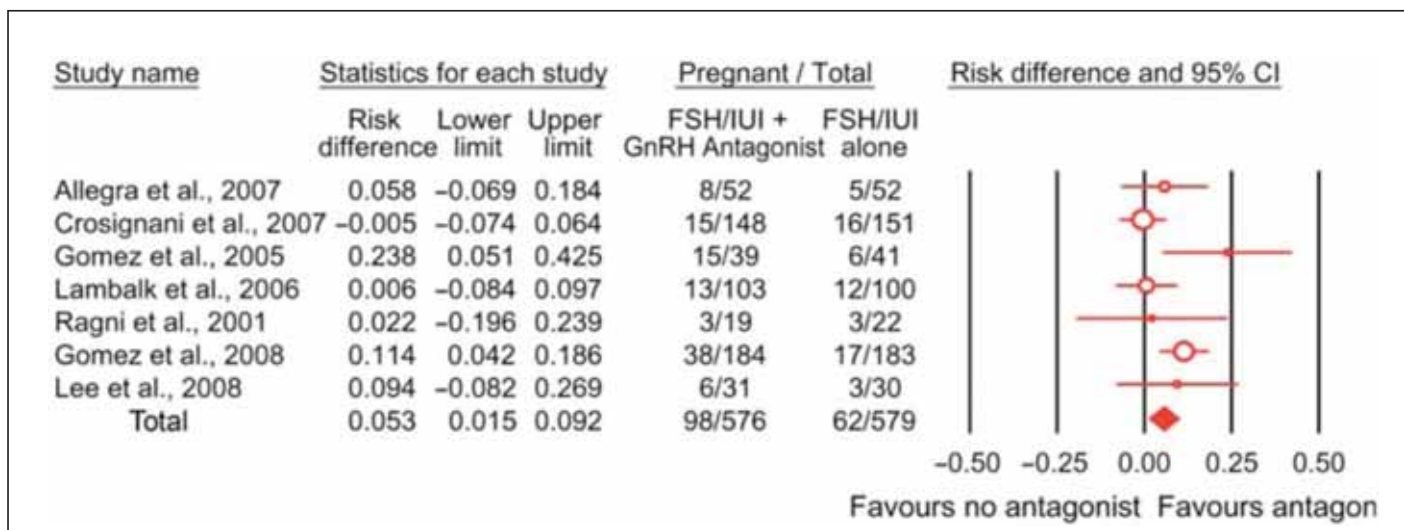 Study name Statistics for each study Pregnant / Total Risk difference and 95% CI
Risk Lower Upper FSH/IUI + FSH/IUI
difference limit limit GnRH Antagonist alone
Allegra et al., 2007 0.058 –0.069 0.184 8/52 5/52
Crosignani et al., 2007 –0.005 –0.074 0.064 15/148 16/151
Gomez et al., 2005 0.238 0.051 0.425 15/39 6/41
Lambalk et al., 2006 0.006 –0.084 0.097 13/103 12/100
Ragni et al., 2001 0.022 –0.196 0.239 3/19 3/22
Gomez et al., 2008 0.114 0.042 0.186 38/184 17/183
Lee et al., 2008 0.094 –0.082 0.269 6/31 3/30
Total 0.053 0.015 0.092 98/576 62/579
–0.50 –0.25 0.00 0.25 0.50
Favours no antagonist Favours antagon